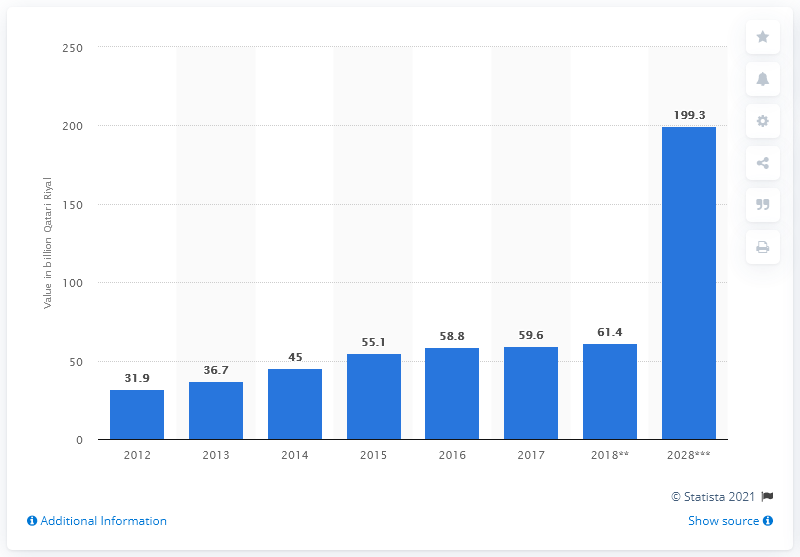 250
200
150
100
50
0
Value in billion Qatari Riyal
31.9
36.7
45
55.1
58.8
59.6
61.4
199.3
2012 2013 2014 2015 2016 2017 2018** 2028***
© Statista 2021
Additional Information
Show source